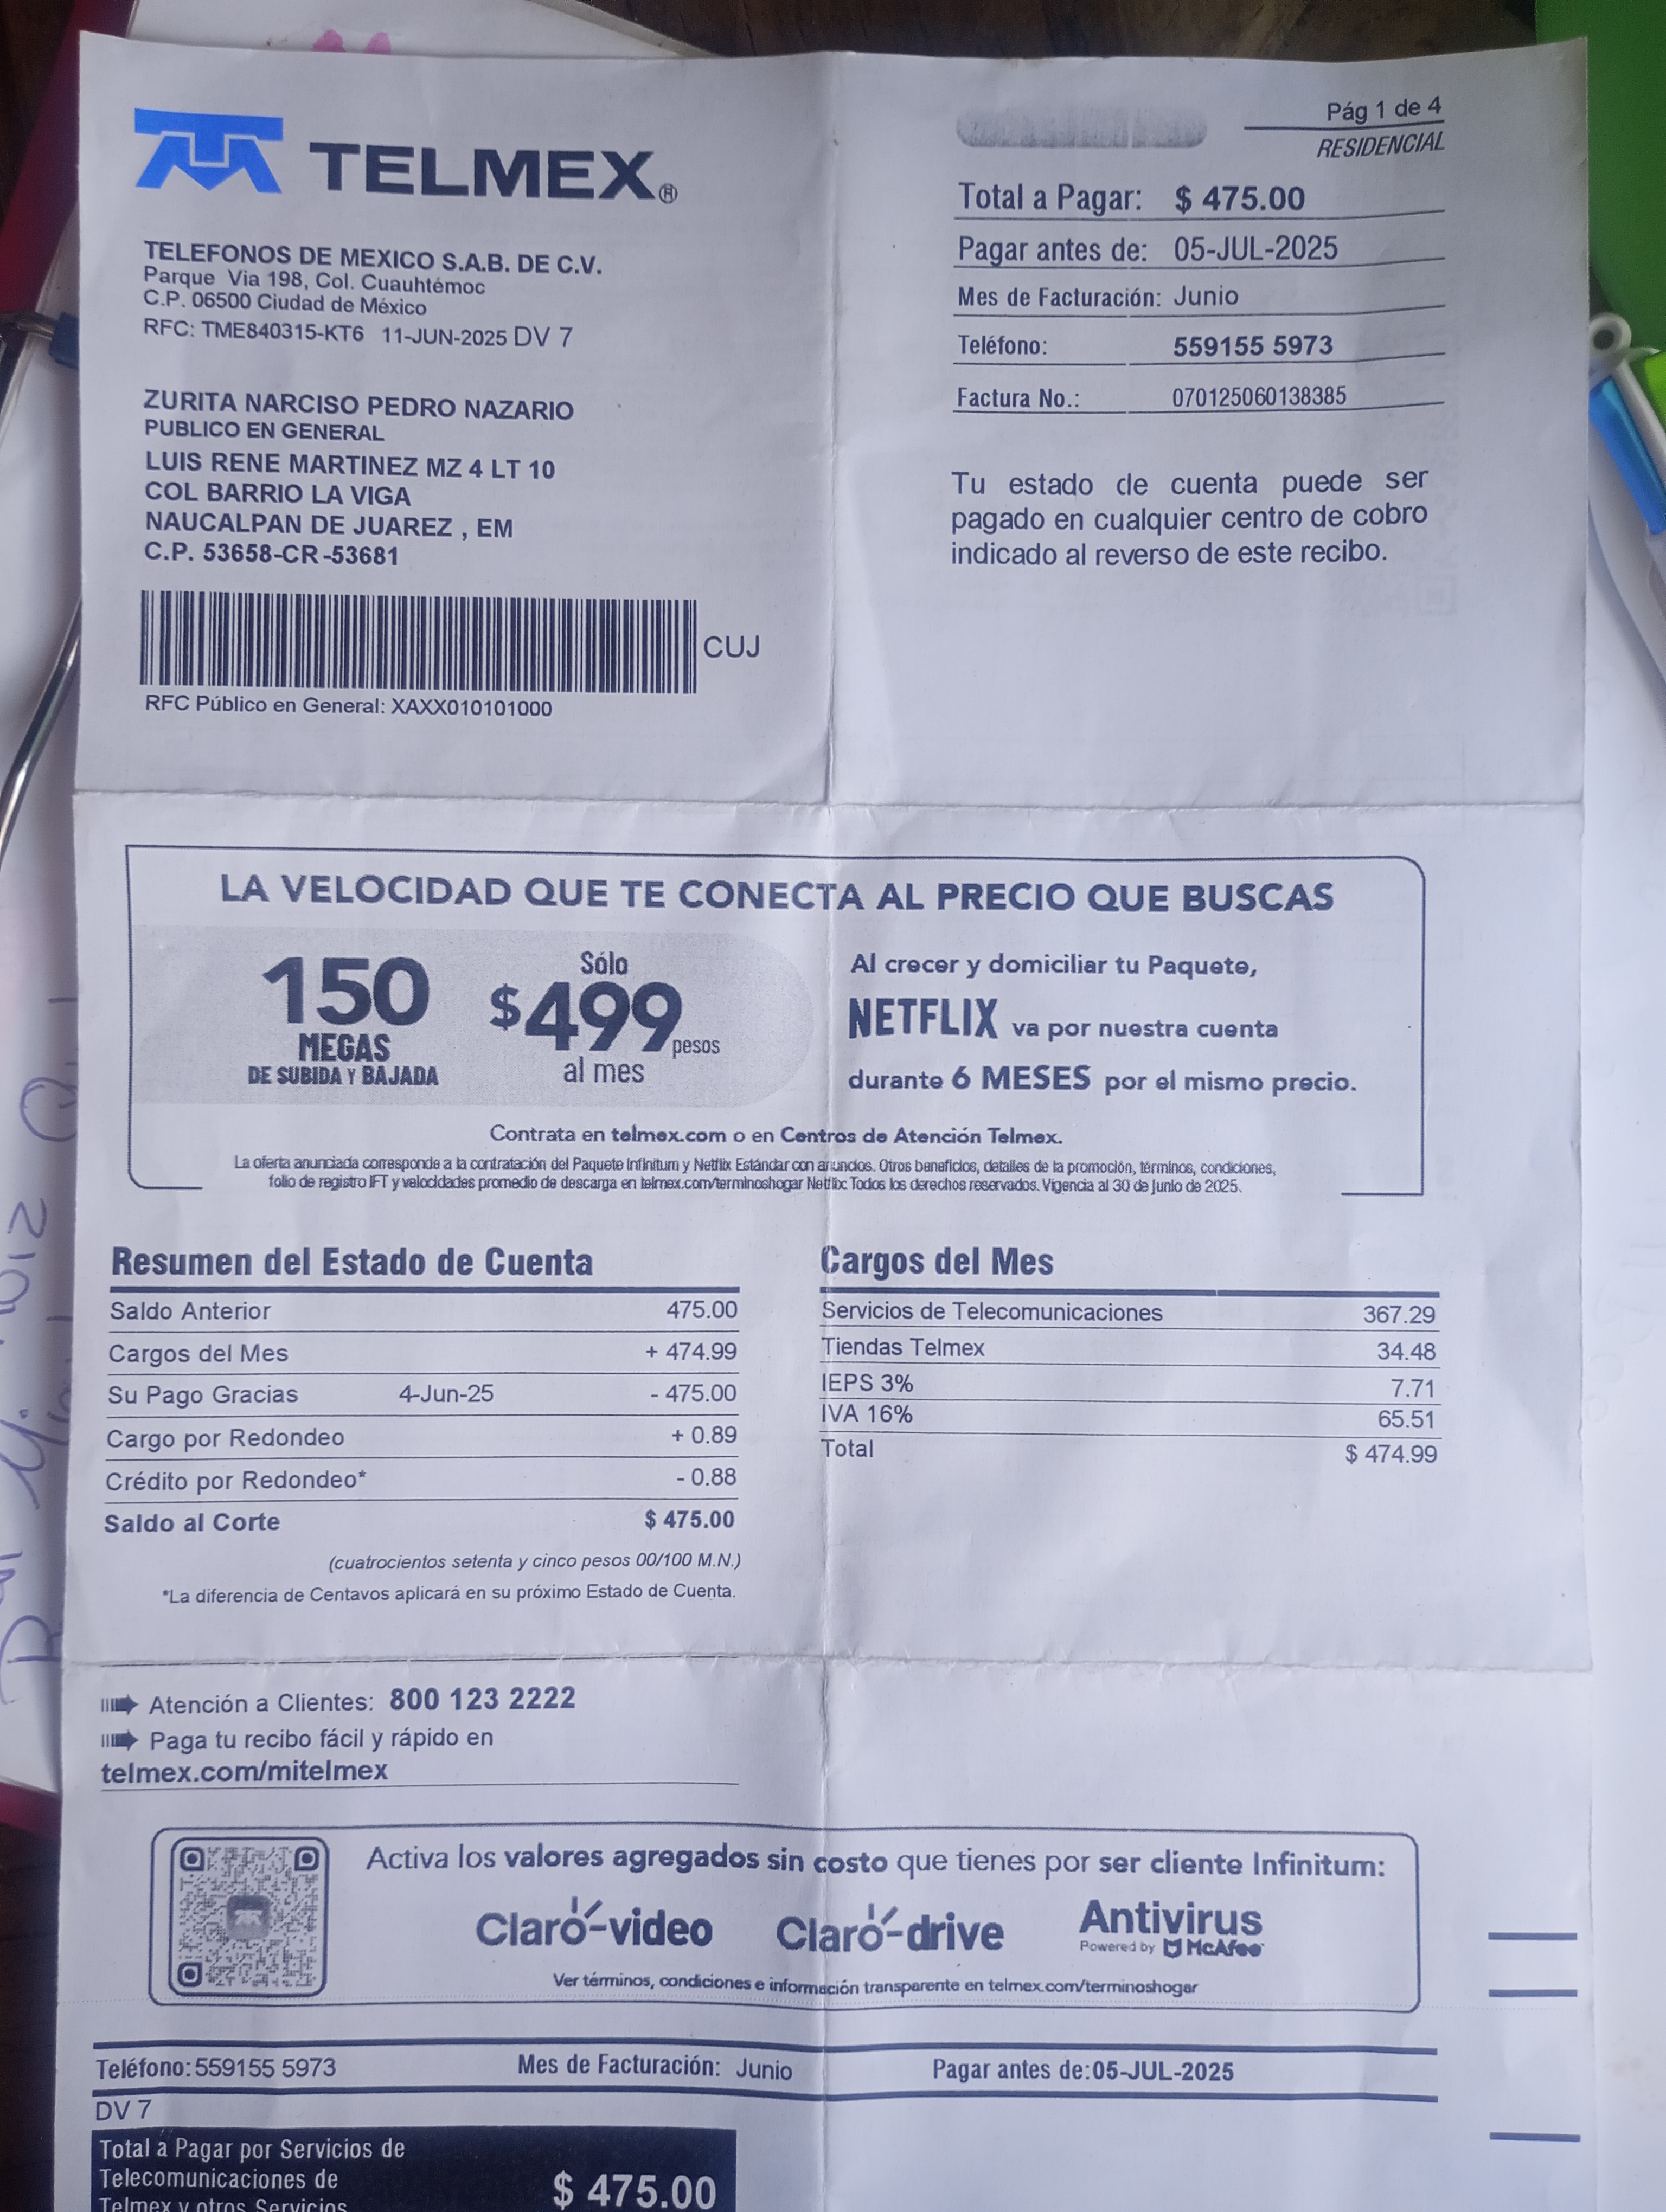 TELMEX®
TELEFONOS DE MEXICO S.A.B. DE C.V.
Parque Via 198, Col. Cuauhtémoc
C.P. 06500 Ciudad de México
RFC: TME840315-KT6 11-JUN-2025 DV 7
ZURITA NARCISO PEDRO NAZARIO
PUBLICO EN GENERAL
LUIS RENE MARTINEZ MZ 4 LT 10
COL BARRIO LA VIGA
NAUCALPAN DE JUAREZ , EM
C.P. 53658-CR-53681
CUJ
RFC Público en General: XAXX010101000
Pág 1 de 4
RESIDENCIAL
Total a Pagar: $ 475.00
Pagar antes de: 05-JUL-2025
Mes de Facturación: Junio
Teléfono: 559155 5973
Factura No.: 070125060138385
Tu estado de cuenta puede ser
pagado en cualquier centro de cobro
indicado al reverso de este recibo.
LA VELOCIDAD QUE TE CONECTA AL PRECIO QUE BUSCAS
150
MEGAS
DE SUBIDA Y BAJADA
Sólo
$499
pesos
al mes
Al crecer y domiciliar tu Paquete,
NETFLIX va por nuestra cuenta
durante 6 MESES por el mismo precio.
Contrata en telmex.com o en Centros de Atención Telmex.
La oferta anunciada corresponde a la contratación del Paquete Infinitum y Netflix Estándar con anuncios. Otros beneficios, detalles de la promoción, términos, condiciones,
folio de registro IFT y velocidades promedio de descarga en telmex.com/terminoshogar Netflix Todos los derechos reservados. Vigencia al 30 de junio de 2025.
Resumen del Estado de Cuenta
Saldo Anterior 475.00
Cargos del Mes + 474.99
Su Pago Gracias 4-Jun-25 - 475.00
Cargo por Redondeo + 0.89
Crédito por Redondeo* - 0.88
Saldo al Corte $ 475.00
(cuatrocientos setenta y cinco pesos 00/100 M.N.)
*La diferencia de Centavos aplicará en su próximo Estado de Cuenta.
Cargos del Mes
Servicios de Telecomunicaciones 367.29
Tiendas Telmex 34.48
IEPS 3% 7.71
IVA 16% 65.51
Total $ 474.99
Atención a Clientes: 800 123 2222
Paga tu recibo fácil y rápido en
telmex.com/mitelmex
Activa los valores agregados sin costo que tienes por ser cliente Infinitum:
Claro-video Claro-drive Antivirus
Powered by McAfee
Ver términos, condiciones e información transparente en telmex.com/terminoshogar
Teléfono: 559155 5973 Mes de Facturación: Junio Pagar antes de:05-JUL-2025
DV 7
Total a Pagar por Servicios de
Telecomunicaciones de
Telmex y otros Servicios
$ 475.00